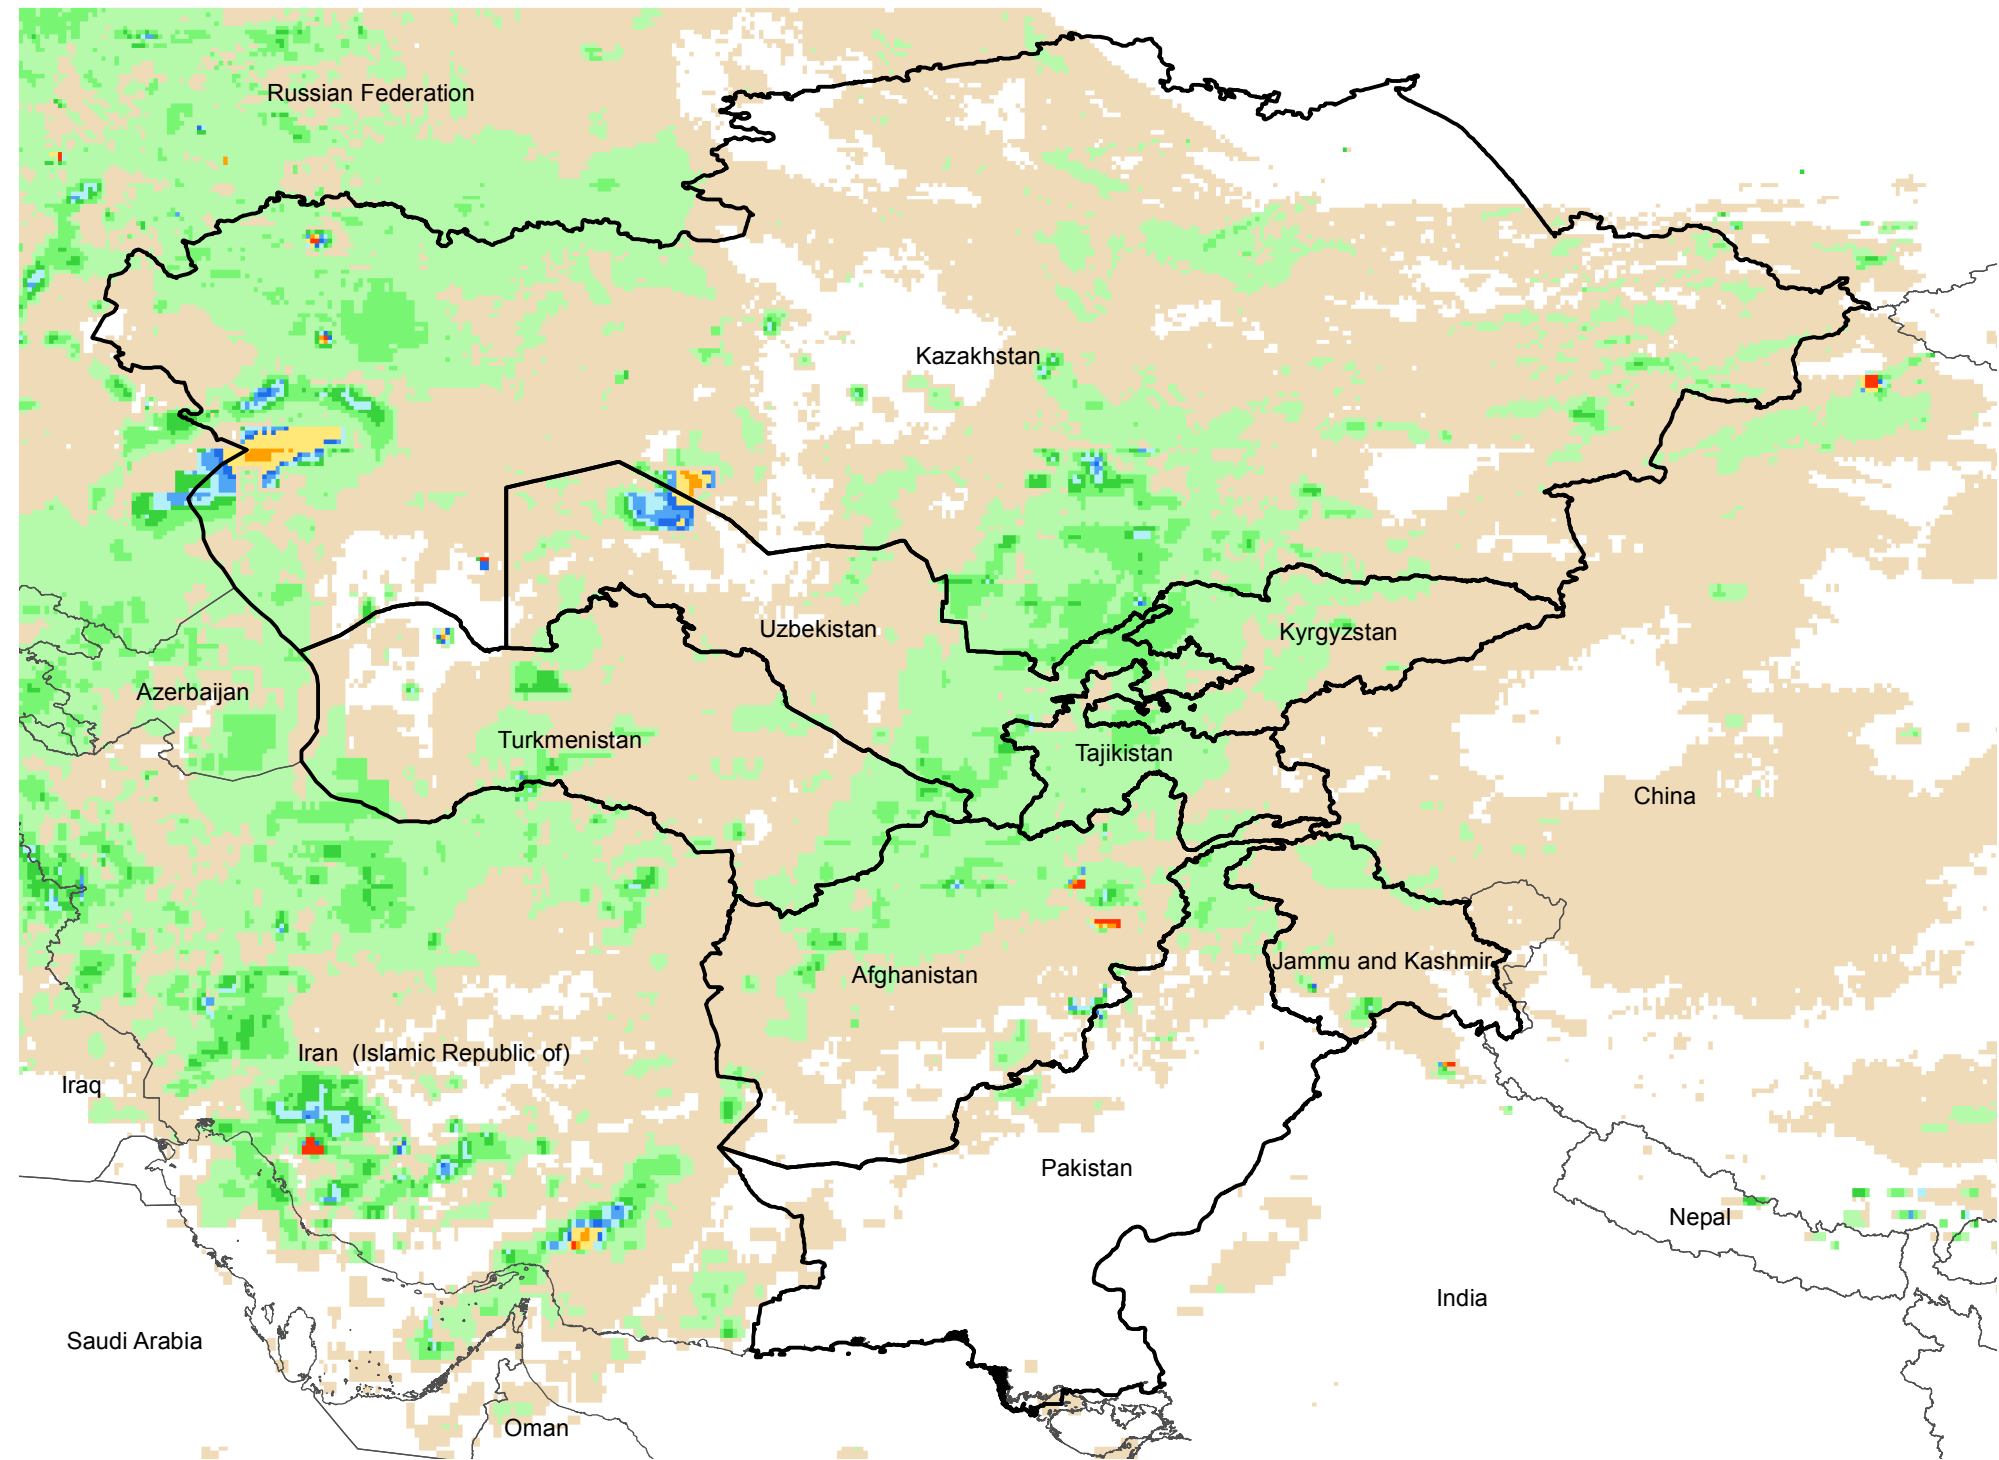 Russian Federation
Kazakhstan
Uzbekistan
Kyrgyzstan
Azerbaijan
Turkmenistan
Tajikistan
China
Afghanistan
Jammu and Kashmir
Iran  (Islamic Republic of)
Iraq
Pakistan
Nepal
India
Saudi Arabia
Oman